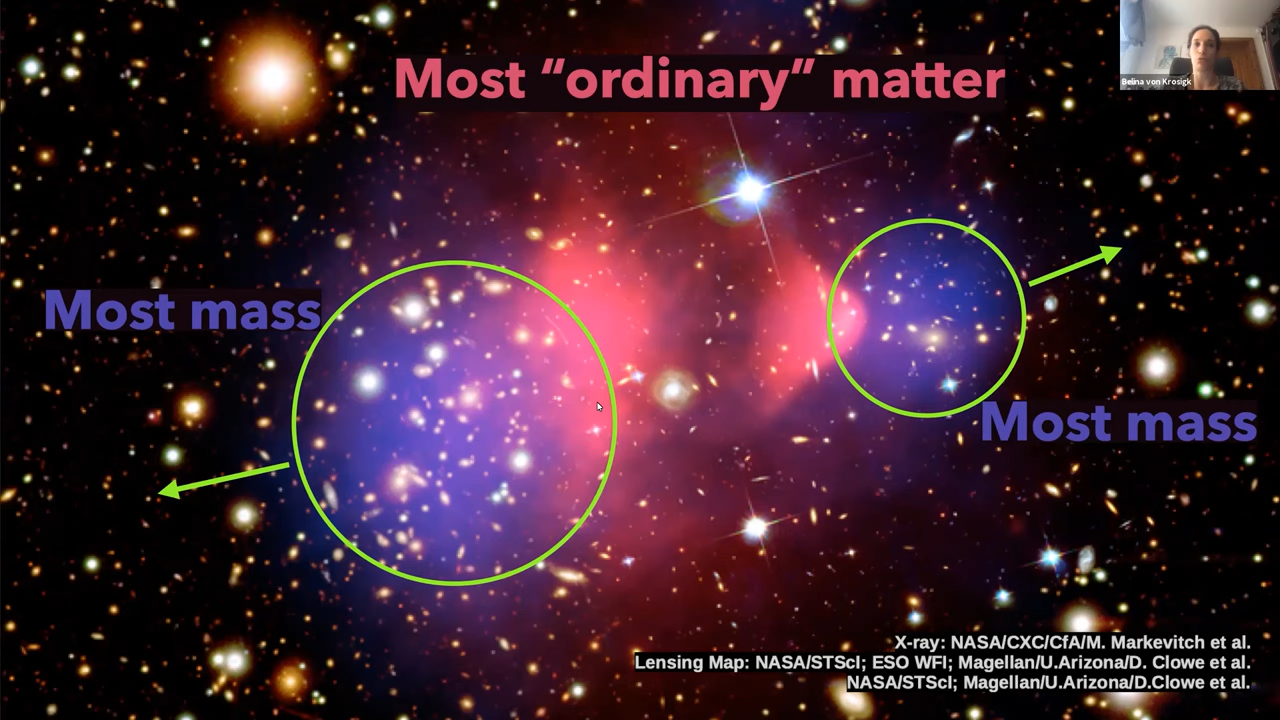 Most “ordinary” matter
Belina von Krosigk
Most mass
Most mass
X-ray: NASA/CXC/CfA/M. Markevitch et al.
Lensing Map: NASA/STScI; ESO WFI; Magellan/U.Arizona/D. Clowe et al.
NASA/STScI; Magellan/U.Arizona/D.Clowe et al.